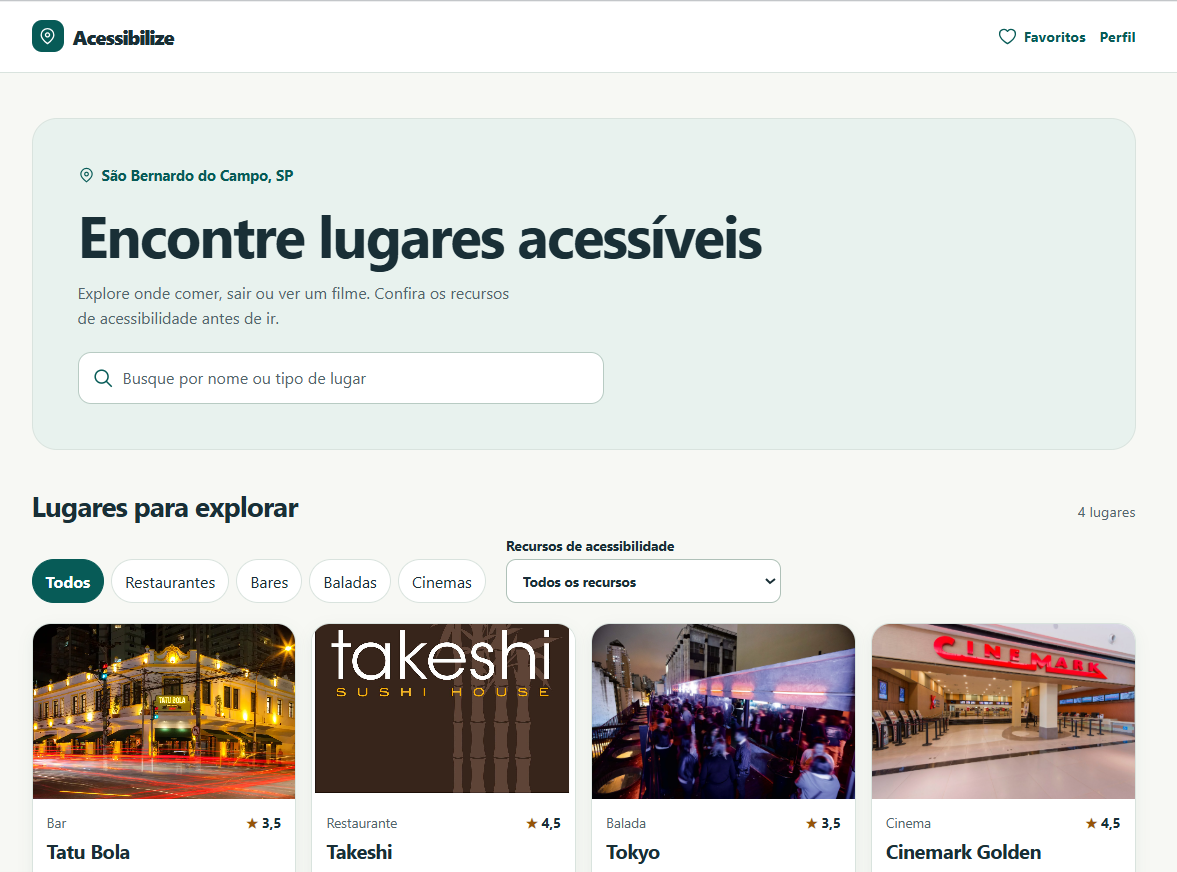 Acessibilize
Favoritos Perfil
São Bernardo do Campo, SP
Encontre lugares acessíveis
Explore onde comer, sair ou ver um filme. Confira os recursos
de acessibilidade antes de ir.
Busque por nome ou tipo de lugar
Lugares para explorar
4 lugares
Recursos de acessibilidade
Todos Restaurantes Bares Baladas Cinemas Todos os recursos
TATU BOLA
takeshi
SUSHI HOUSE
CINEMARK
Bar ★ 3,5
Tatu Bola
Restaurante ★ 4,5
Takeshi
Balada ★ 3,5
Tokyo
Cinema ★ 4,5
Cinemark Golden